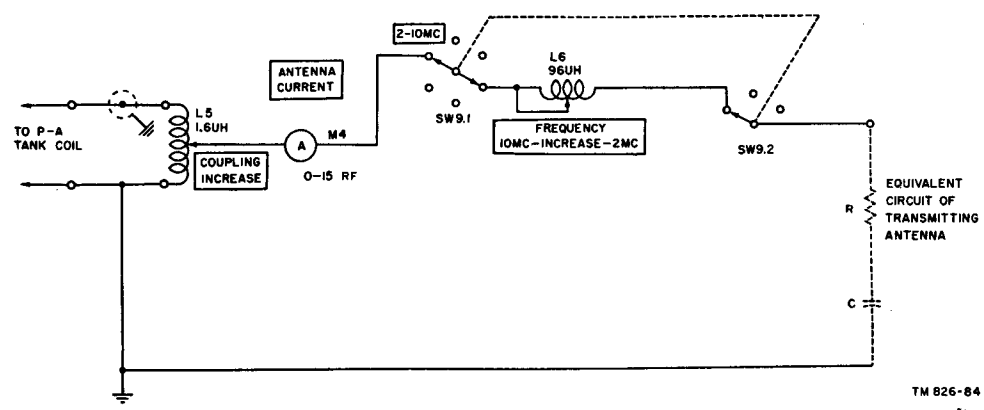 2-10MC
ANTENNA
CURRENT
L6
96UH
L5
1.6UH
SW9.1
FREQUENCY
10MC-INCREASE-2MC
SW9.2
TO P-A
TANK COIL
M4
A
0-15 RF
COUPLING
INCREASE
R
EQUIVALENT
CIRCUIT OF
TRANSMITTING
ANTENNA
C
TM 826-84